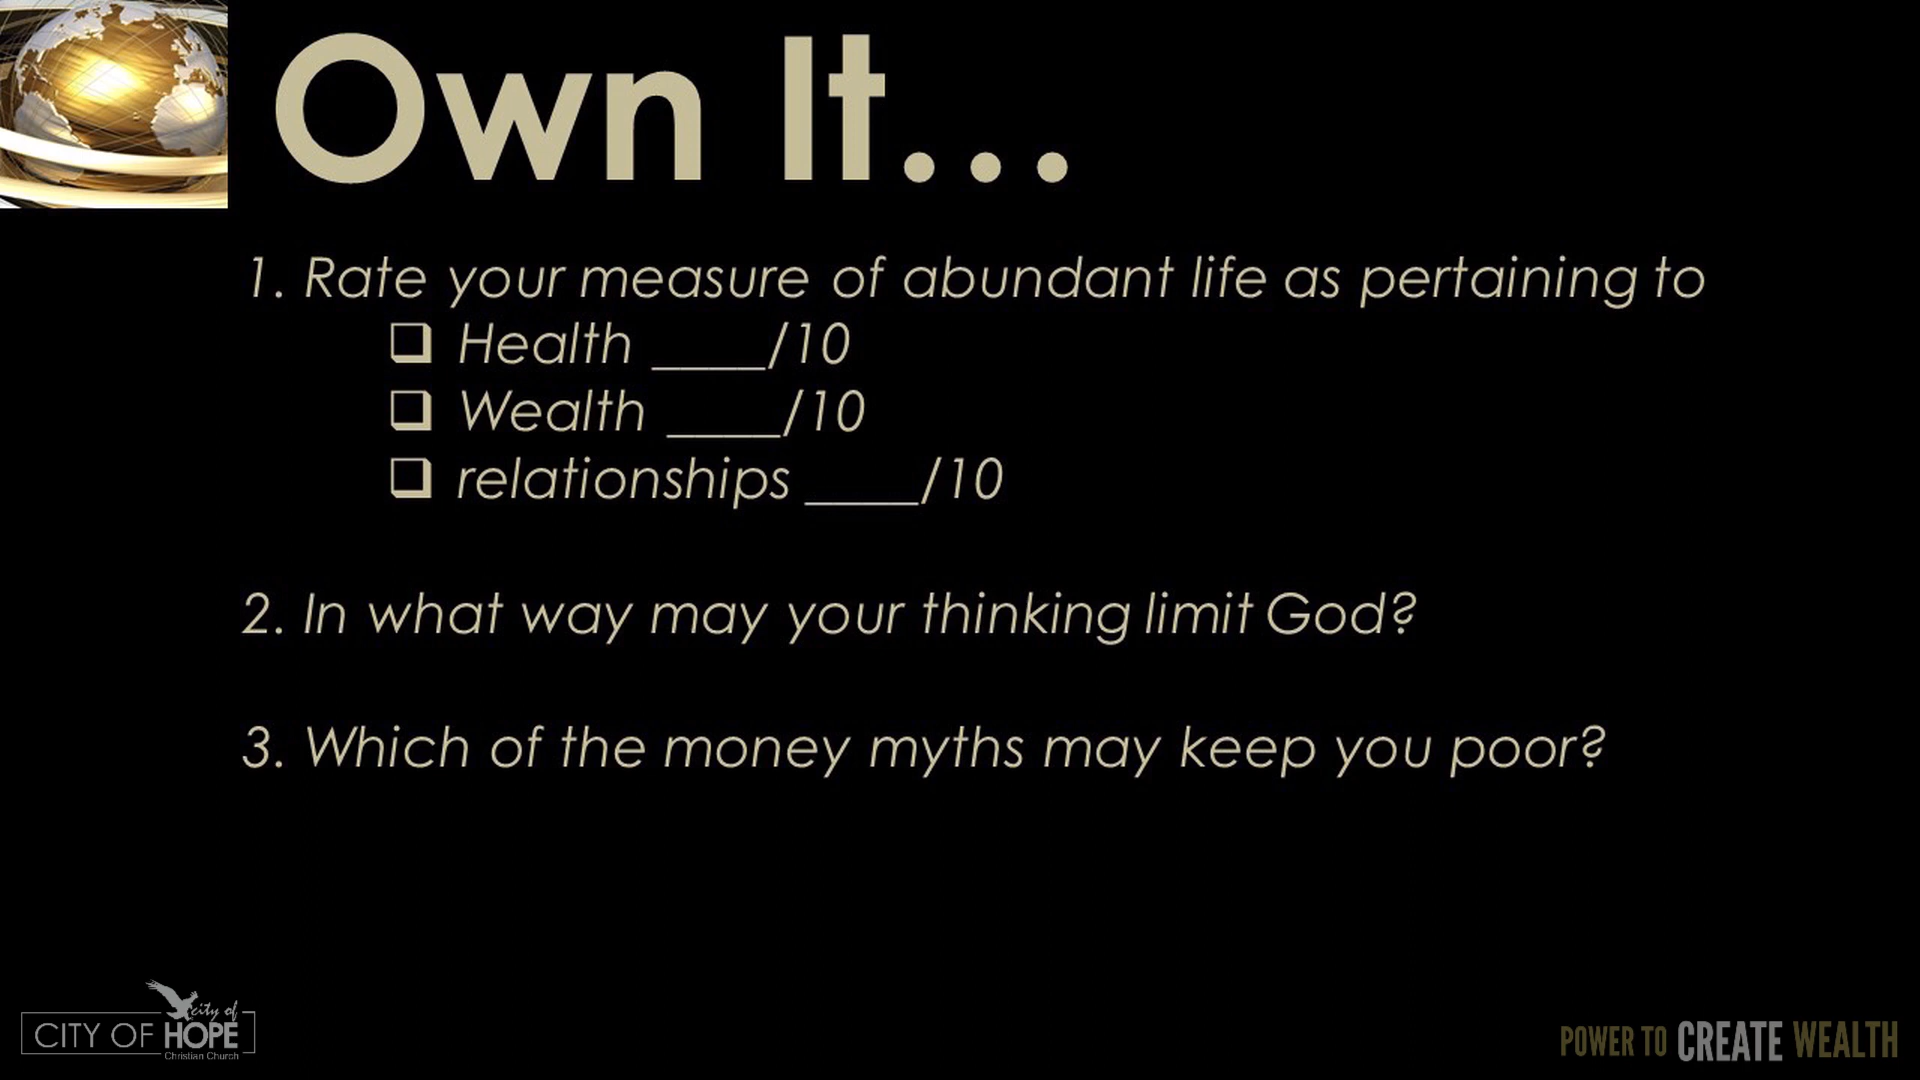 Own It...
1. Rate your measure of abundant life as pertaining to
❑ Health ____/10
❑ Wealth ____/10
❑ relationships ____/10
2. In what way may your thinking limit God?
3. Which of the money myths may keep you poor?
city of
CITY OF HOPE
Christian Church
POWER TO CREATE WEALTH